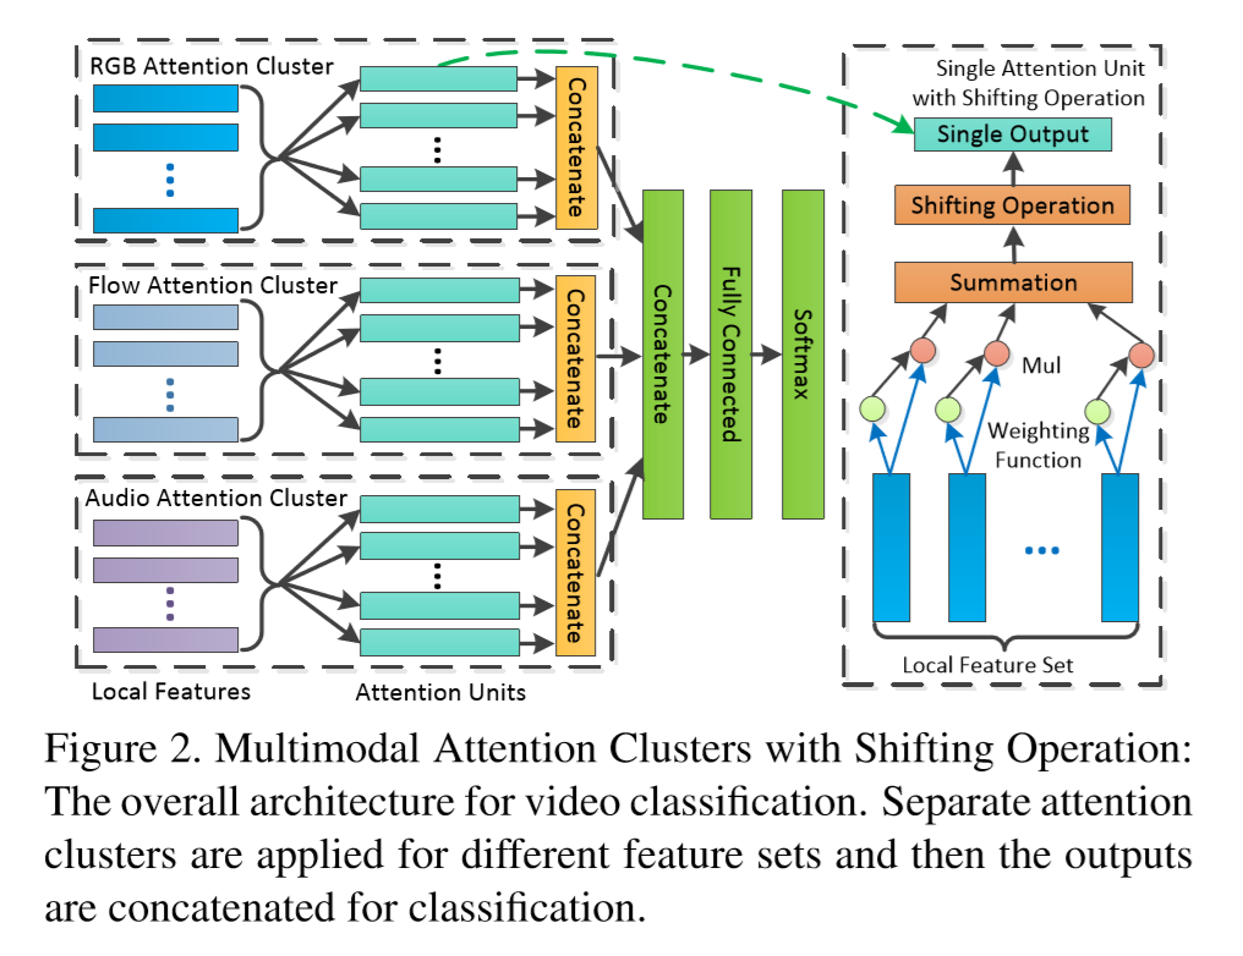 RGB Attention Cluster
Concatenate
Flow Attention Cluster
Concatenate
Audio Attention Cluster
Concatenate
Local Features
Attention Units
Concatenate
Fully Connected
Softmax
Single Attention Unit
with Shifting Operation
Single Output
Shifting Operation
Summation
Mul
Weighting
Function
Local Feature Set
Figure 2. Multimodal Attention Clusters with Shifting Operation:
The overall architecture for video classification. Separate attention
clusters are applied for different feature sets and then the outputs
are concatenated for classification.